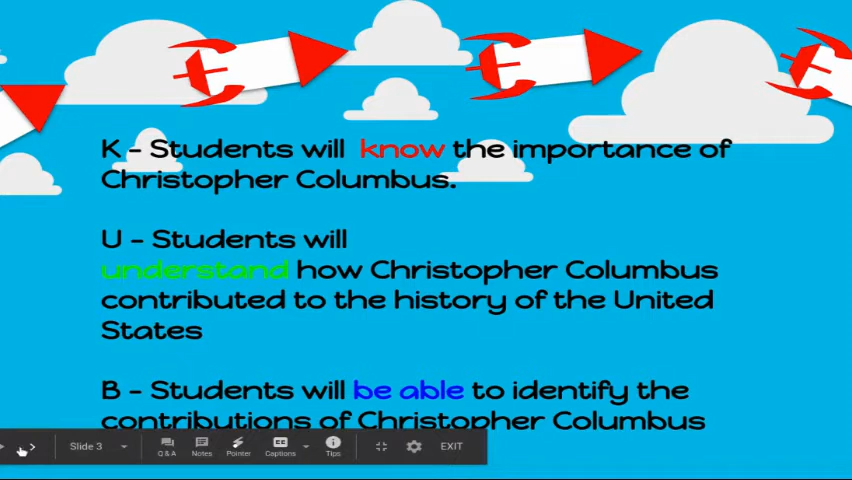 K - Students will know the importance of
Christopher Columbus.
U - Students will
understand how Christopher Columbus
contributed to the history of the United
States
B - Students will be able to identify the
contributions of Christopher Columbus
Slide 3
Q & A
Notes
Pointer
CC
Captions
Tips
EXIT